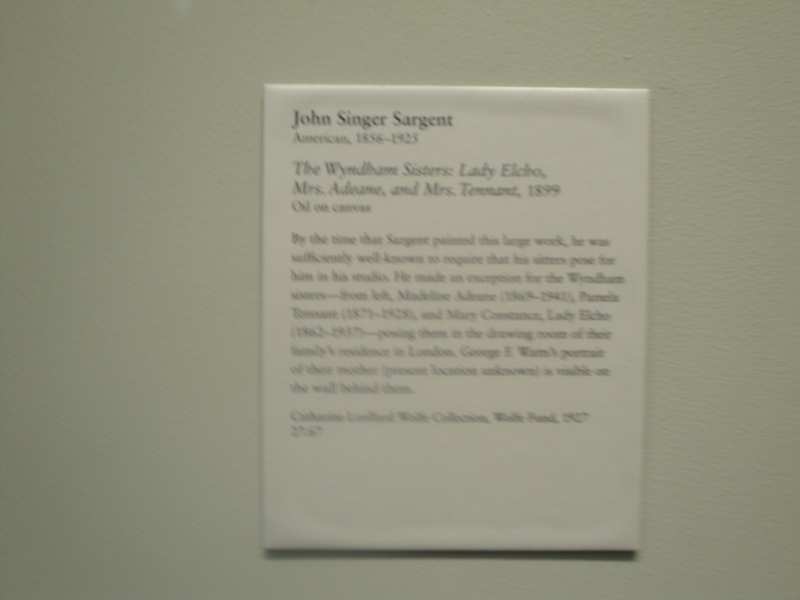 John Singer Sargent
American, 1856–1925
The Wyndham Sisters: Lady Elcho,
Mrs. Adeane, and Mrs. Tennant, 1899
Oil on canvas
By the time that Sargent painted this large work, he was
sufficiently well-known to require that his sitters pose for
him in his studio. He made an exception for the Wyndham
sisters—from left, Madeline Adeane (1869–1941), Pamela
Tennant (1871–1928), and Mary Constance, Lady Elcho
(1862–1937)—posing them in the drawing room of their
family's residence in London. George F. Watts's portrait
of their mother (present location unknown) is visible on
the wall behind them.
Catharine Lorillard Wolfe Collection, Wolfe Fund, 1927
27.67